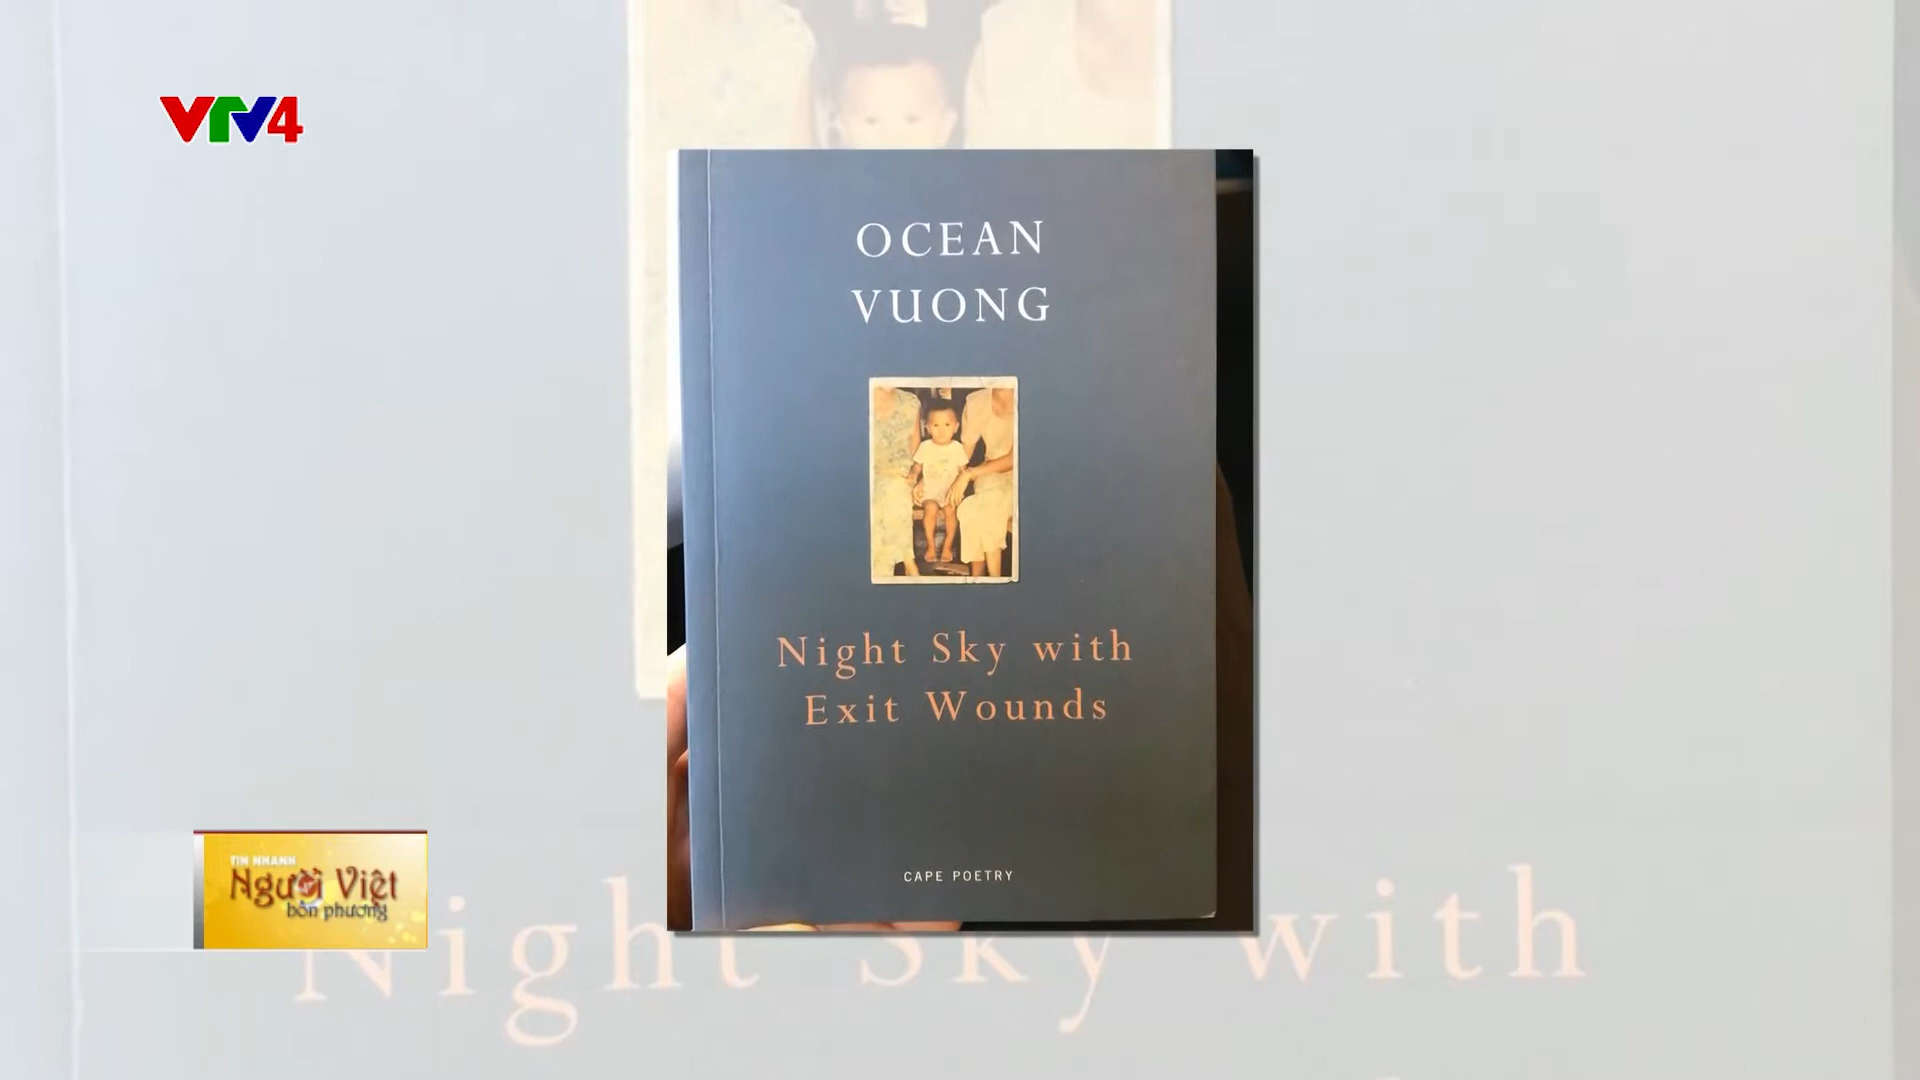 VTV4
OCEAN
VUONG
Night Sky with
Exit Wounds
CAPE POETRY
TIN NHANH
Người Việt
bốn phương
Night Sky with